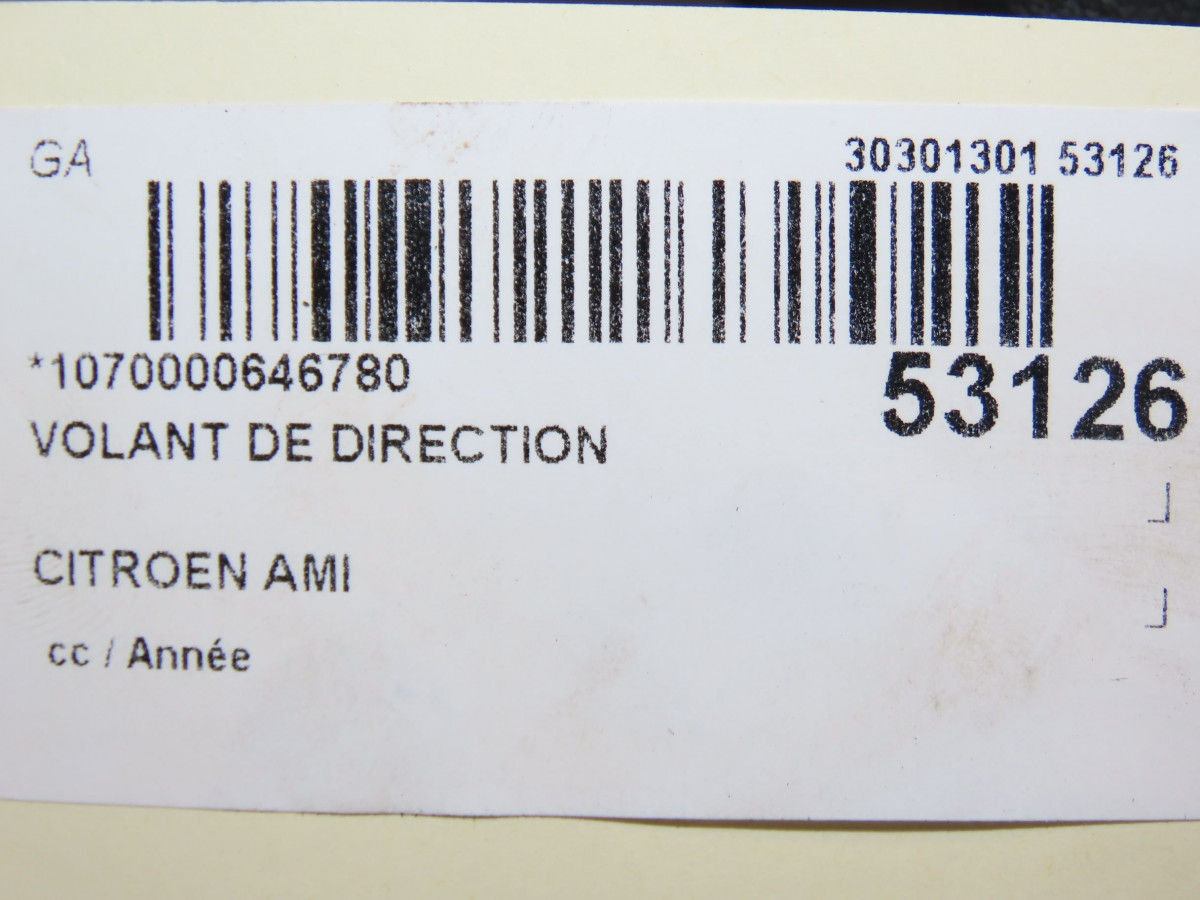 GA
30301301 53126
*1070000646780
53126
VOLANT DE DIRECTION
CITROEN AMI
cc / Année